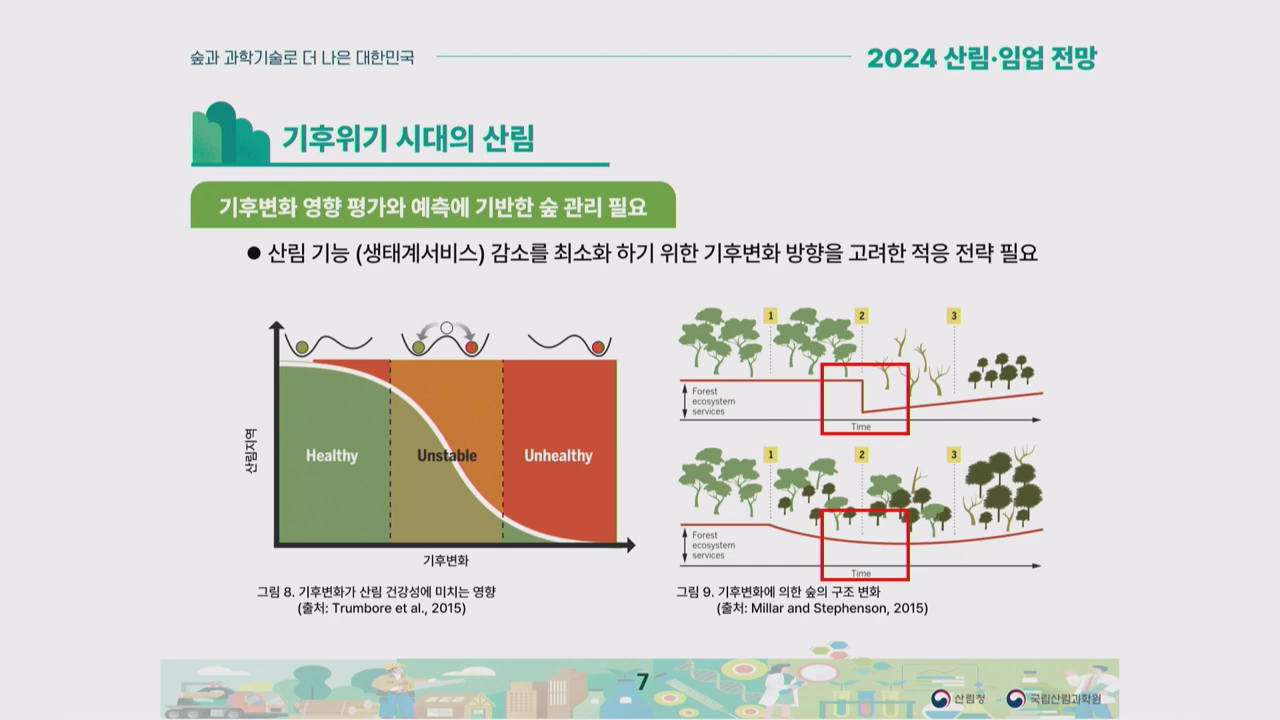 숲과 과학기술로 더 나은 대한민국
2024 산림·임업 전망
기후위기 시대의 산림
기후변화 영향 평가와 예측에 기반한 숲 관리 필요
● 산림 기능 (생태계서비스) 감소를 최소화 하기 위한 기후변화 방향을 고려한 적응 전략 필요
산림지역
Healthy
Unstable
Unhealthy
기후변화
그림 8. 기후변화가 산림 건강성에 미치는 영향
(출처: Trumbore et al., 2015)
1
2
3
Forest
ecosystem
services
Time
1
2
3
Forest
ecosystem
services
Time
그림 9. 기후변화에 의한 숲의 구조 변화
(출처: Millar and Stephenson, 2015)
7
산림청
국립산림과학원